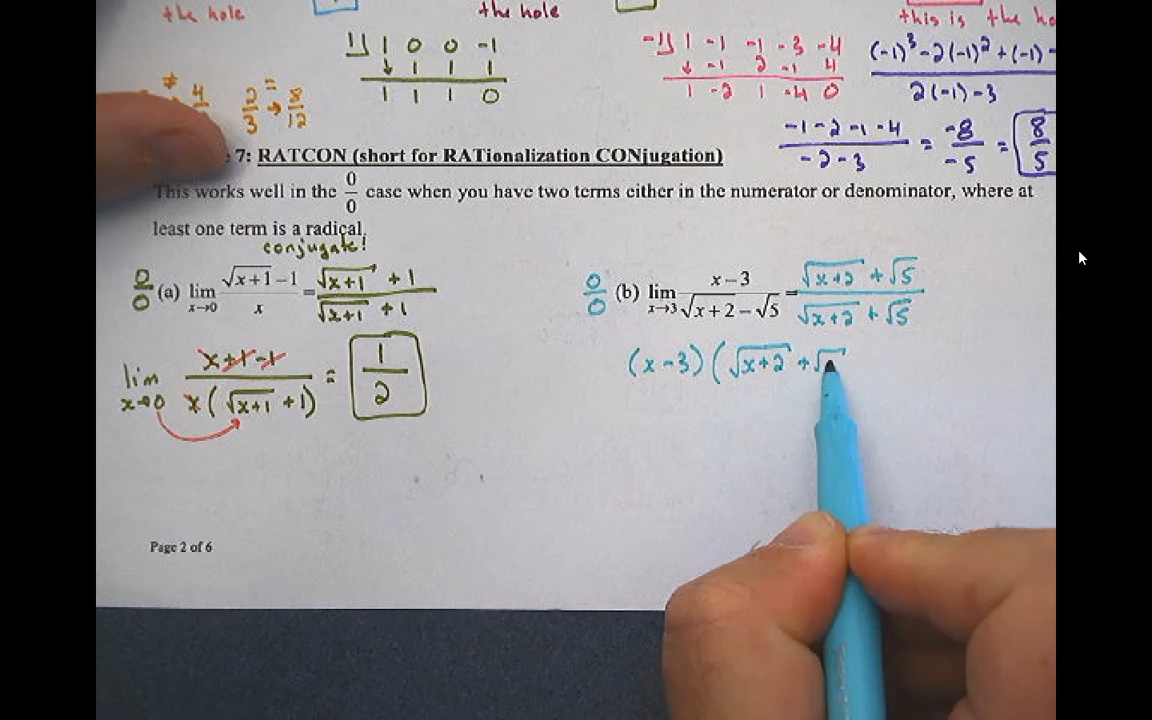 the hole
the hole
this is the
1 | 1 0 0 -1
↓ 1 1 1
1 1 1 0
-1 | 1 -1 -1 -3 -4
↓ -1 2 -1 4
1 -2 1 -4 0
(-1)³ - 2(-1)² + (-1) -
2(-1) - 3
≠ 4
2/3 =→ 8/12
(-1 - 2 - 1 - 4)/(-2 - 3) = -8/-5 = 8/5
7: RATCON (short for RATionalization CONjugation)
This works well in the 0/0 case when you have two terms either in the numerator or denominator, where at
least one term is a radical.
conjugate!
0/0 (a) lim x→0 (√(x+1) - 1)/x = (√(x+1) + 1)/(√(x+1) + 1)
0/0 (b) lim x→3 (x - 3)/(√(x+2) - √5) = (√(x+2) + √5)/(√(x+2) + √5)
lim x→0 (x+1-1)/(x(√(x+1) + 1)) = 1/2
(x-3)(√(x+2) + √
Page 2 of 6